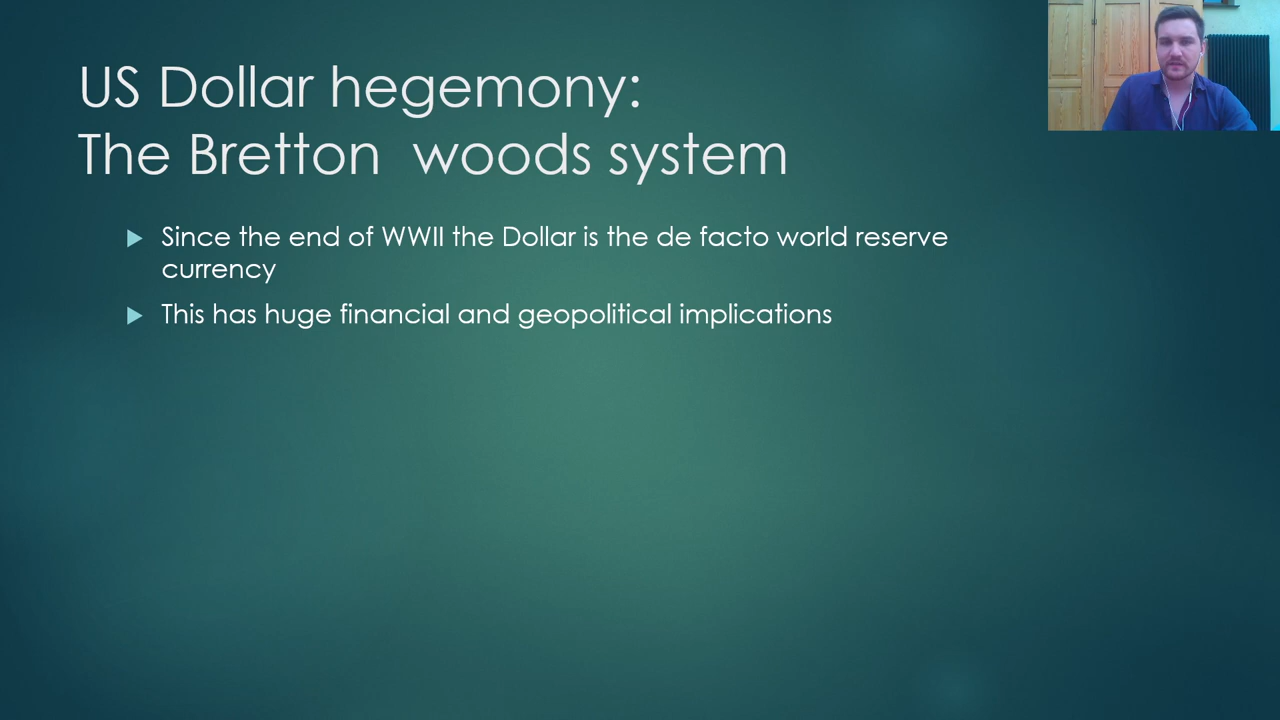 US Dollar hegemony:
The Bretton  woods system
Since the end of WWII the Dollar is the de facto world reserve
currency
This has huge financial and geopolitical implications